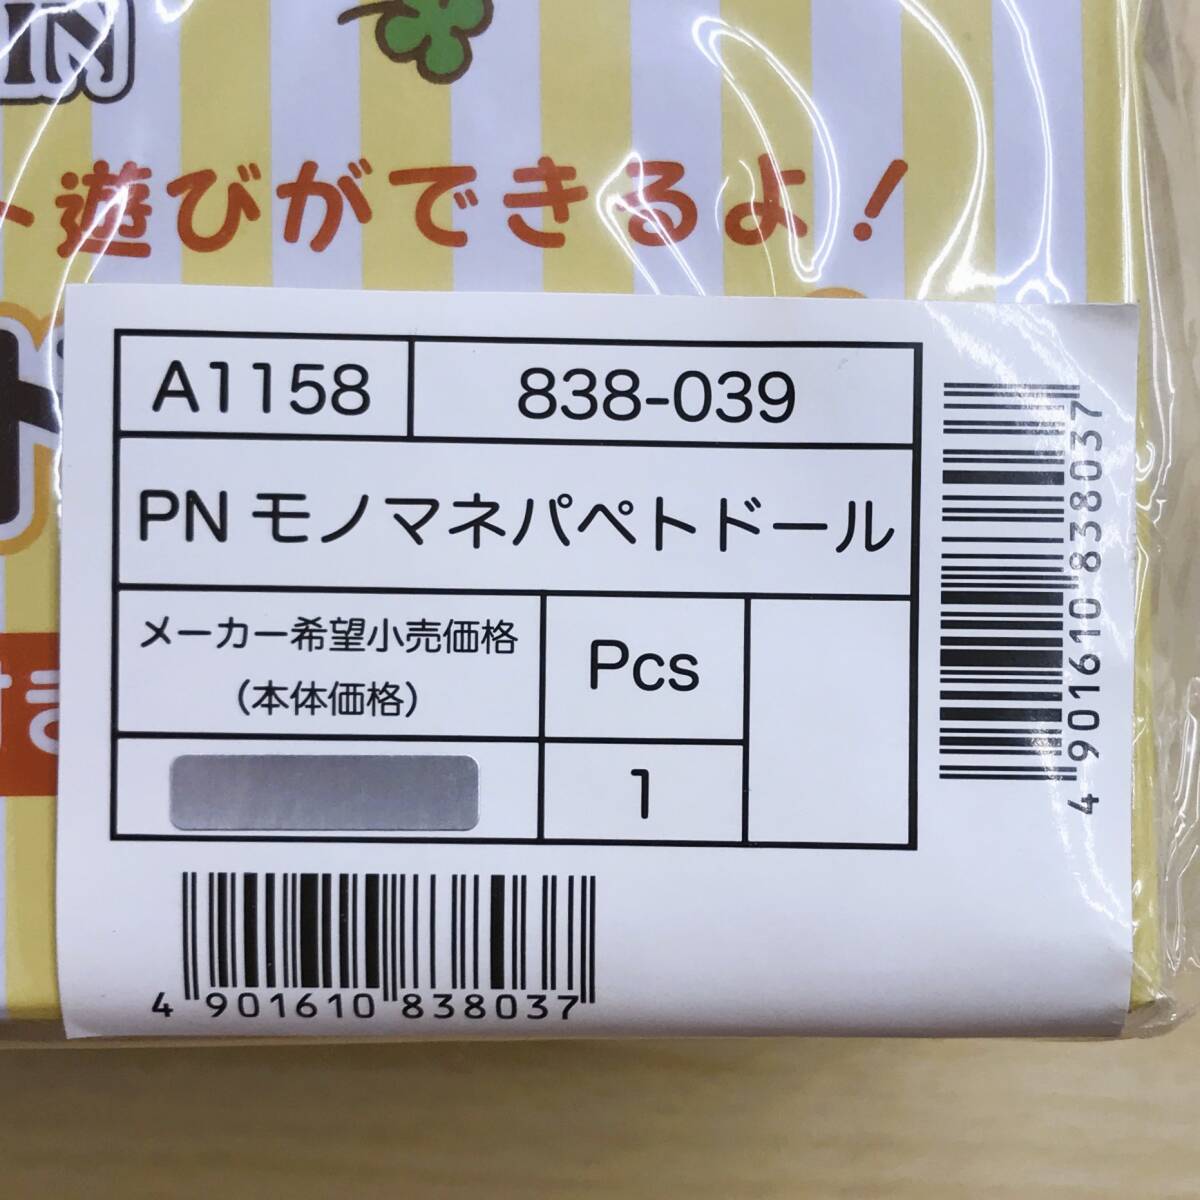 IN
遊びができるよ!
A1158
838-039
PN モノマネパペトドール
メーカー希望小売価格
(本体価格)
Pcs
1
4 901610 838037
4 901610 838037